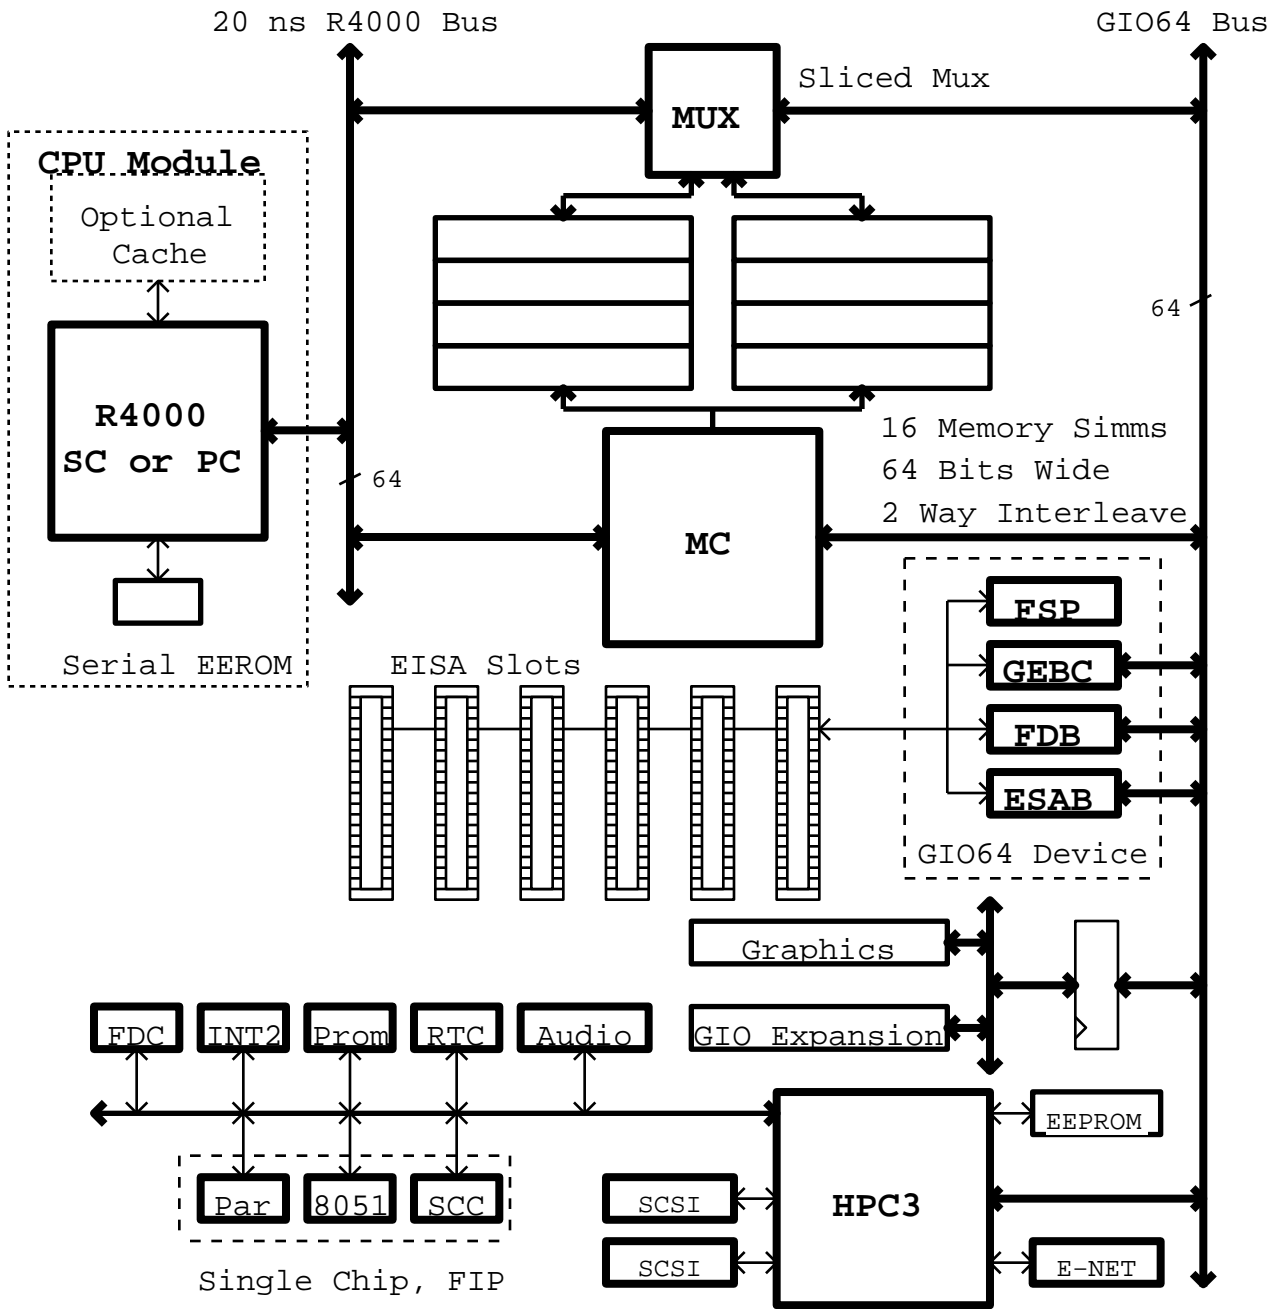 20 ns R4000 Bus
GIO64 Bus
Sliced Mux
MUX
CPU Module
Optional
Cache
64
R4000
SC or PC
64
16 Memory Simms
64 Bits Wide
2 Way Interleave
MC
FSP
Serial EEROM
EISA Slots
GEBC
FDB
ESAB
GIO64 Device
Graphics
FDC
INT2
Prom
RTC
Audio
GIO Expansion
EEPROM
Par
8051
SCC
SCSI
HPC3
SCSI
E-NET
Single Chip, FIP